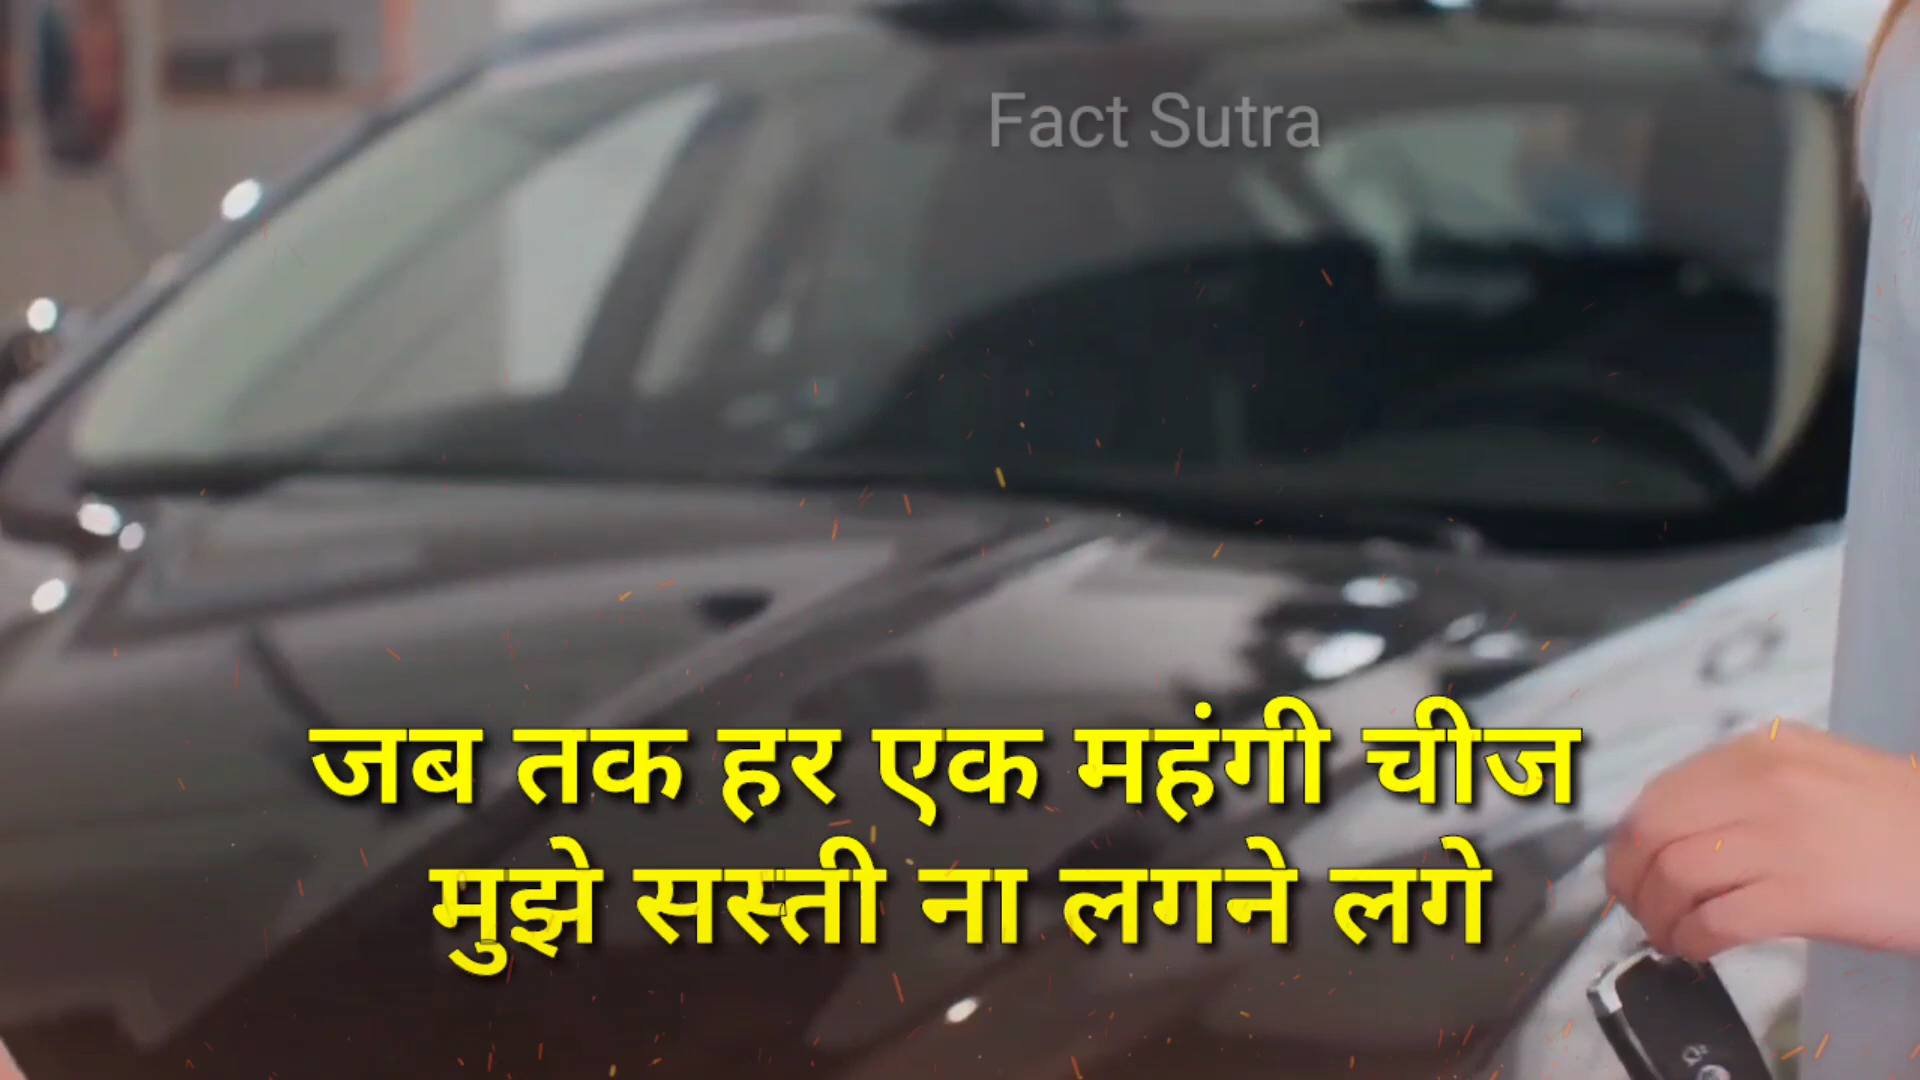 Fact Sutra
जब तक हर एक महंगी चीज
मुझे सस्ती ना लगने लगे